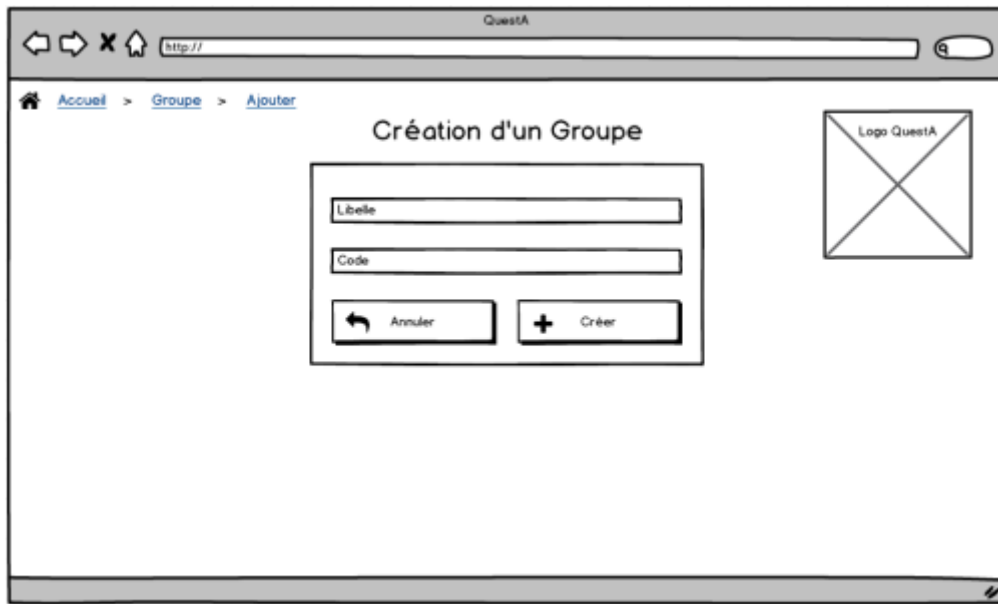 QuestA
http://
Accueil > Groupe > Ajouter
Création d'un Groupe
Logo QuestA
Libelle
Code
Annuler
Créer